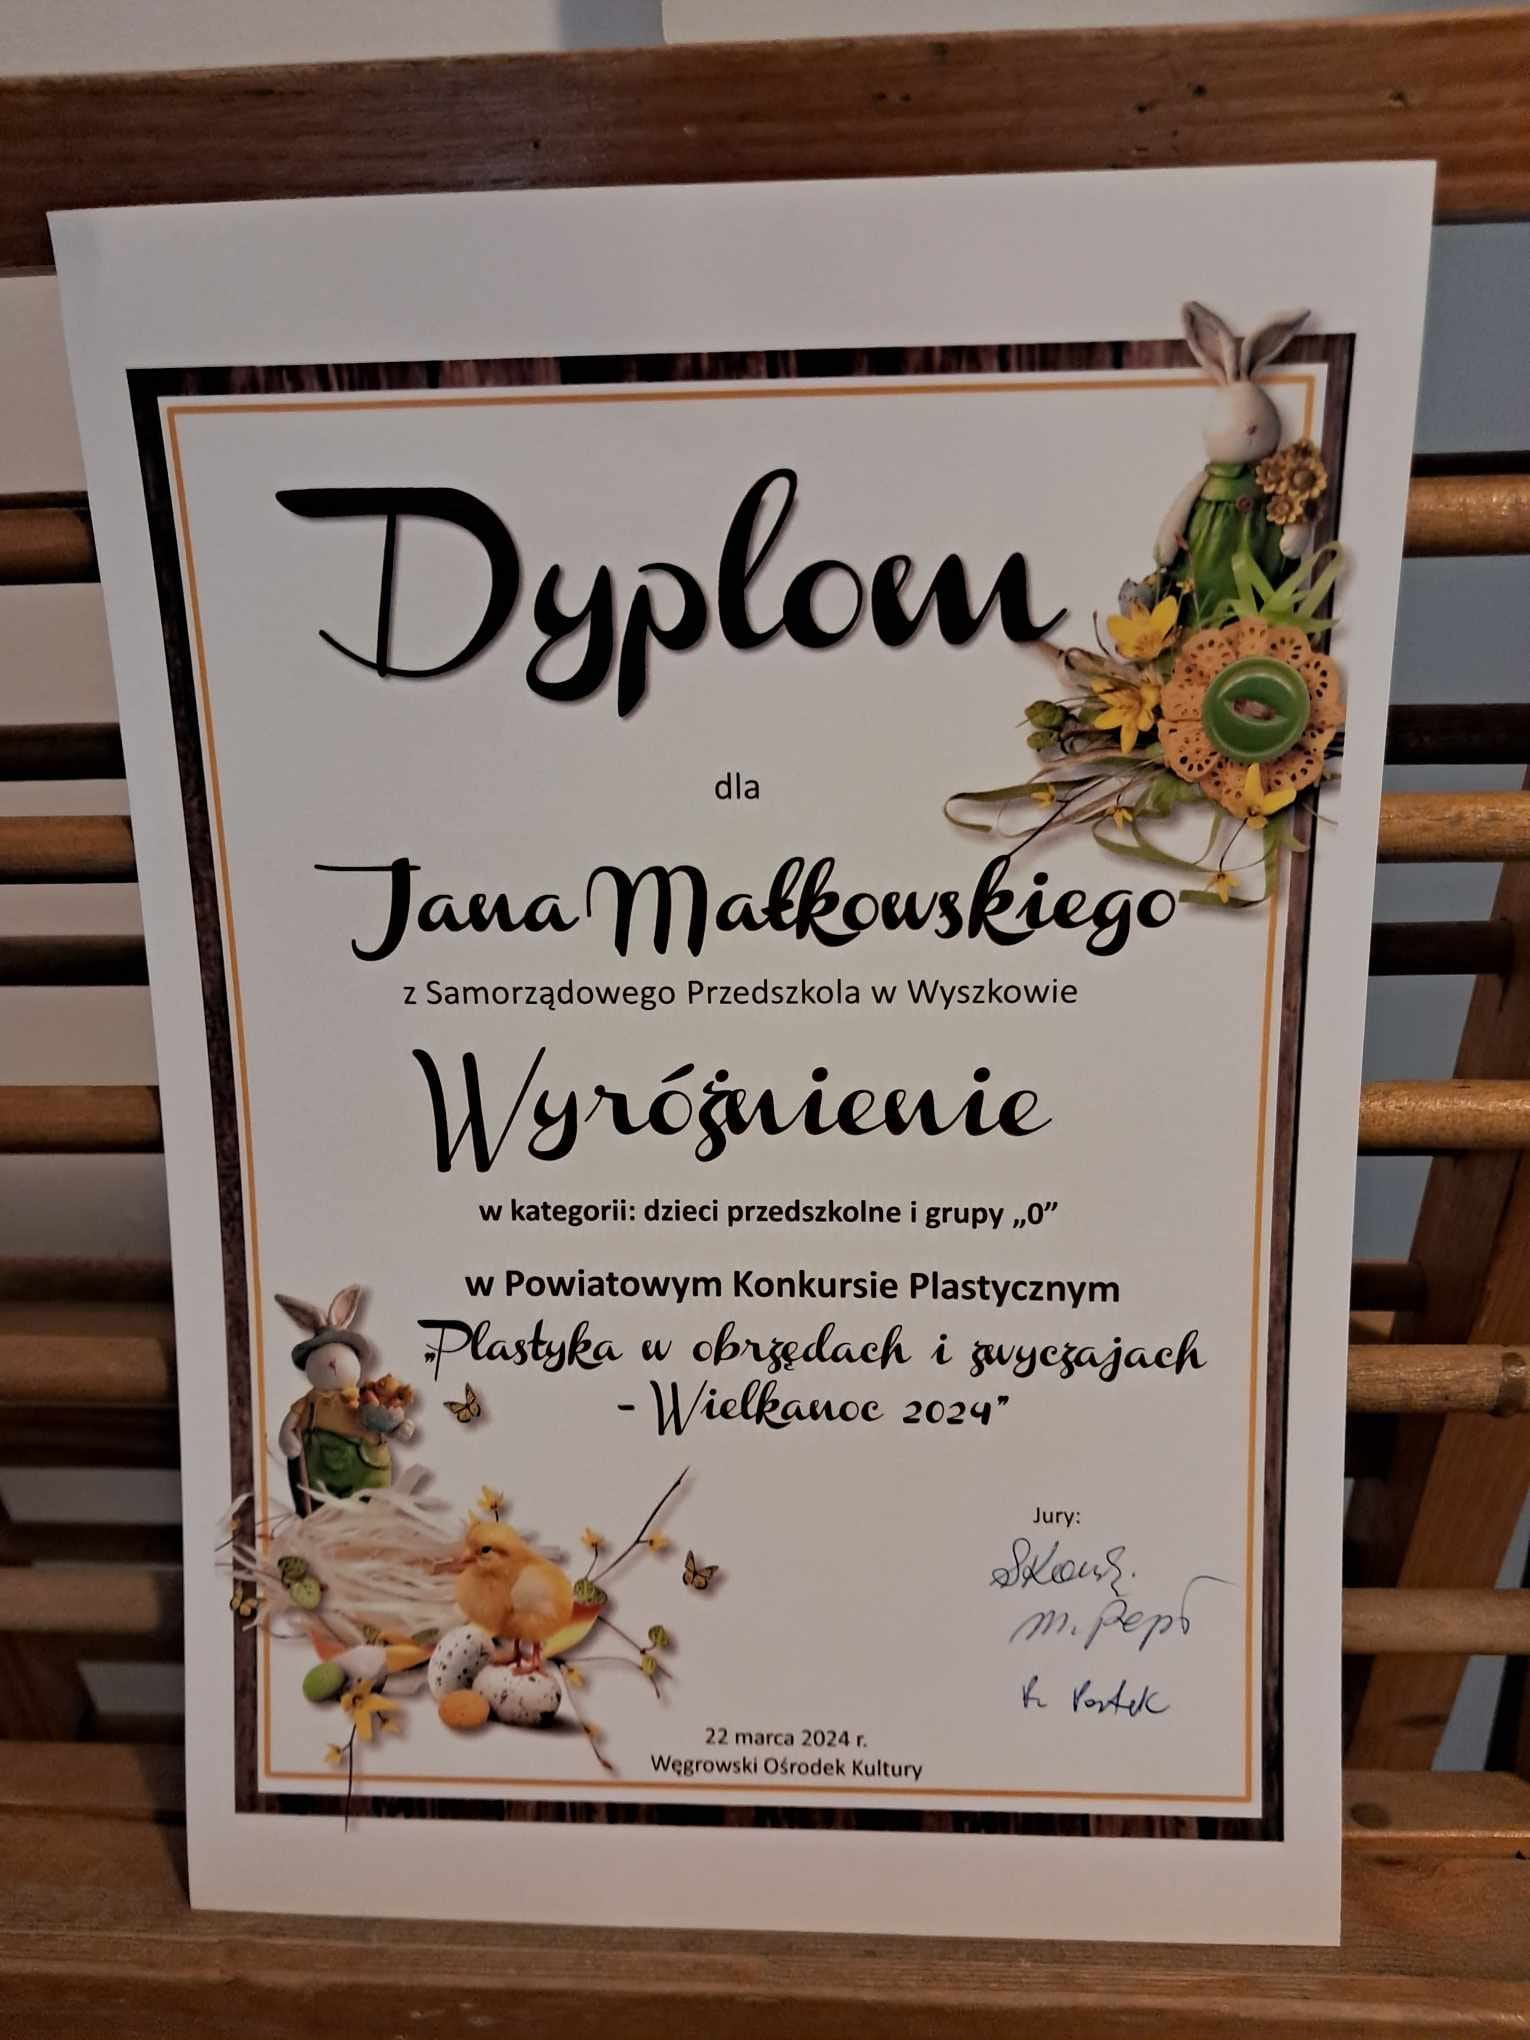 Dyplom
dla
Jana Małkowskiego
z Samorządowego Przedszkola w Wyszkowie
Wyróżnienie
w kategorii: dzieci przedszkolne i grupy „0”
w Powiatowym Konkursie Plastycznym
„Plastyka w obrzędach i zwyczajach
- Wielkanoc 2024”
Jury:
22 marca 2024 r.
Węgrowski Ośrodek Kultury